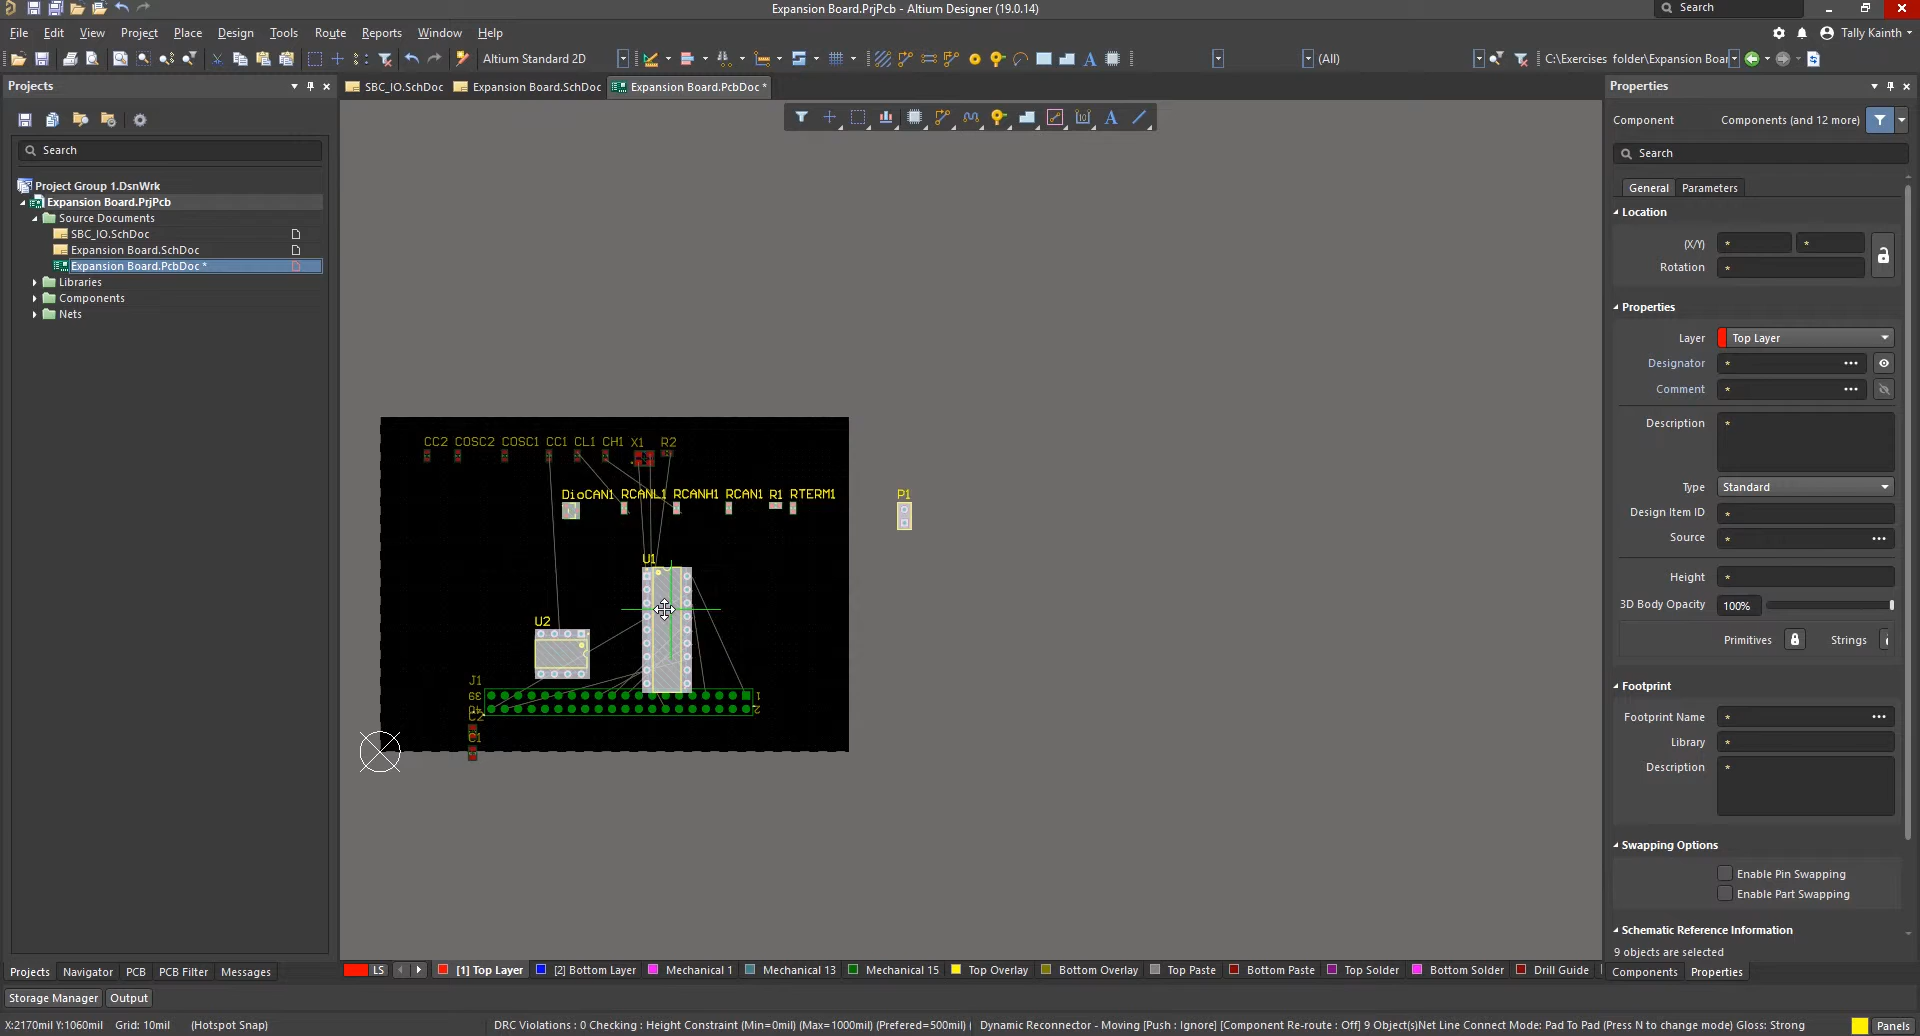 Expansion Board.PrjPcb - Altium Designer (19.0.14)
Search
File Edit View Project Place Design Tools Route Reports Window Help
Tally Kainth
Altium Standard 2D
(All)
C:\Exercises folder\Expansion Boar
Projects
SBC_IO.SchDoc
Expansion Board.SchDoc
Expansion Board.PcbDoc *
Properties
Component
Components (and 12 more)
Search
Search
Project Group 1.DsnWrk
Expansion Board.PrjPcb
Source Documents
SBC_IO.SchDoc
Expansion Board.SchDoc
Expansion Board.PcbDoc *
Libraries
Components
Nets
CC2 COSC2 COSC1 CC1 CL1 CH1 X1 R2
DioCAN1 RCANL1 RCANH1 RCAN1 R1 RTERM1
P1
U1
U2
J1
39
1
40
2
C2
C1
General
Parameters
Location
(X/Y) * *
Rotation *
Properties
Layer Top Layer
Designator * •••
Comment * •••
Description *
Type Standard
Design Item ID *
Source * •••
Height *
3D Body Opacity 100%
Primitives
Strings
Footprint
Footprint Name * •••
Library *
Description *
Swapping Options
Enable Pin Swapping
Enable Part Swapping
Schematic Reference Information
9 objects are selected
Projects Navigator PCB PCB Filter Messages
LS [1] Top Layer [2] Bottom Layer Mechanical 1 Mechanical 13 Mechanical 15 Top Overlay Bottom Overlay Top Paste Bottom Paste Top Solder Bottom Solder Drill Guide
Components Properties
Storage Manager Output
X:2170mil Y:1060mil Grid: 10mil (Hotspot Snap)
DRC Violations : 0 Checking : Height Constraint (Min=0mil) (Max=1000mil) (Prefered=500mil) Dynamic Reconnector - Moving [Push : Ignore] [Component Re-route : Off] 9 Object(s)Net Line Connect Mode: Pad To Pad (Press N to change mode) Gloss: Strong
Panels